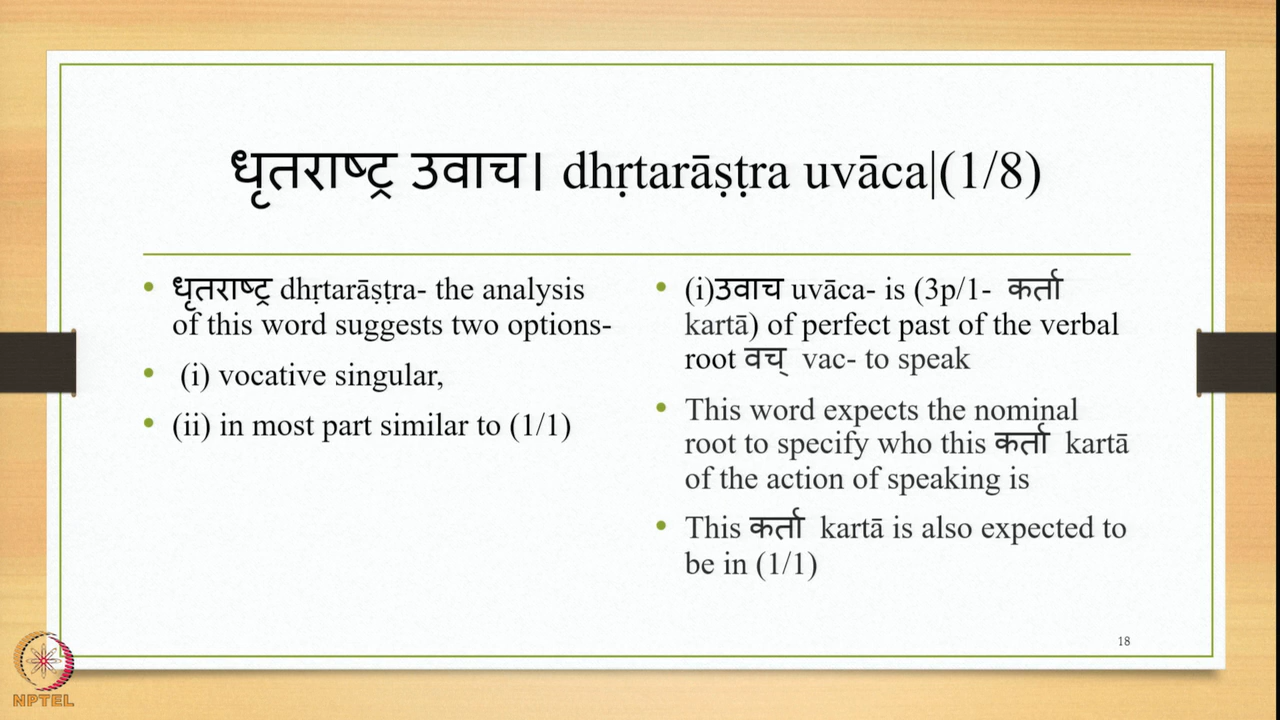 धृतराष्ट्र उवाच। dhṛtarāṣṭra uvāca|(1/8)
• धृतराष्ट्र dhṛtarāṣṭra- the analysis
of this word suggests two options-
• (i) vocative singular,
• (ii) in most part similar to (1/1)
• (i)उवाच uvāca- is (3p/1- कर्ता
kartā) of perfect past of the verbal
root वच् vac- to speak
• This word expects the nominal
root to specify who this कर्ता kartā
of the action of speaking is
• This कर्ता kartā is also expected to
be in (1/1)
18
NPTEL